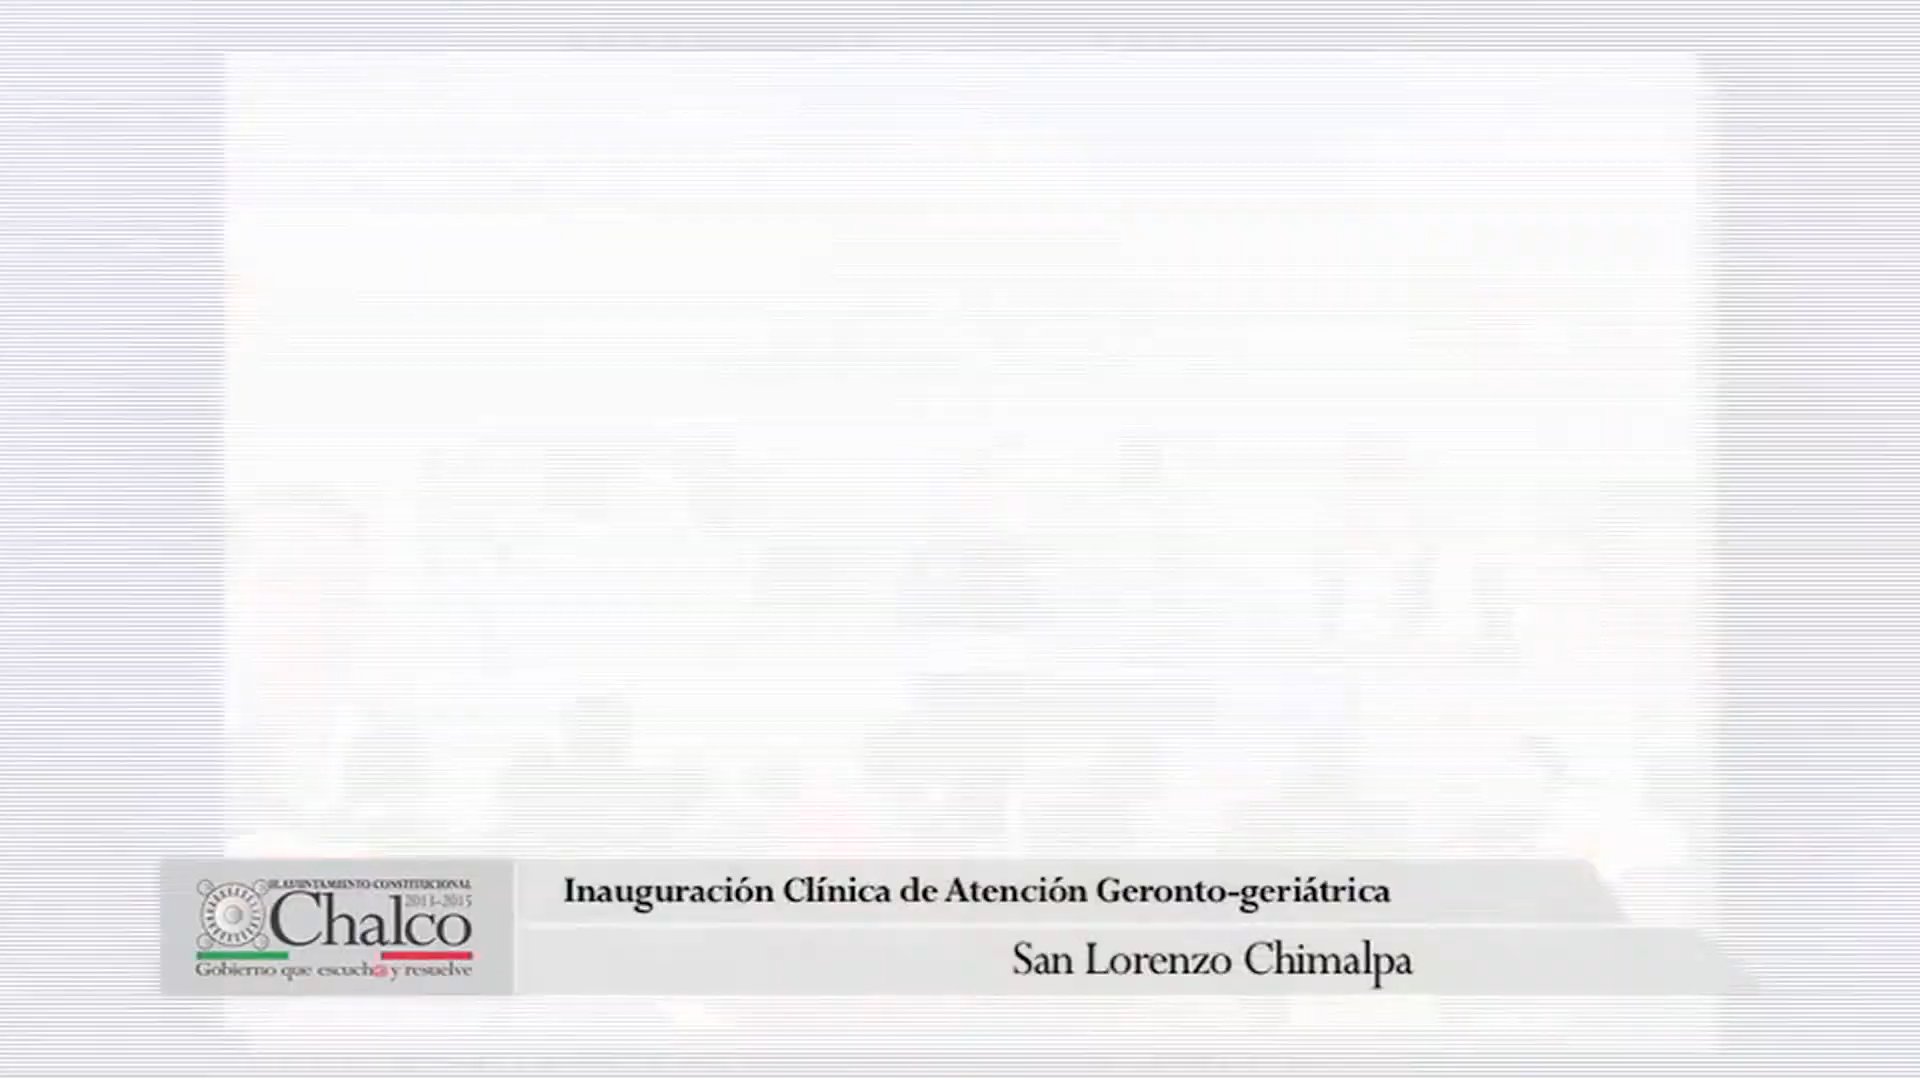 H. AYUNTAMIENTO CONSTITUCIONAL
2013-2015
Chalco
Gobierno que escucha y resuelve
Inauguración Clínica de Atención Geronto-geriátrica
San Lorenzo Chimalpa